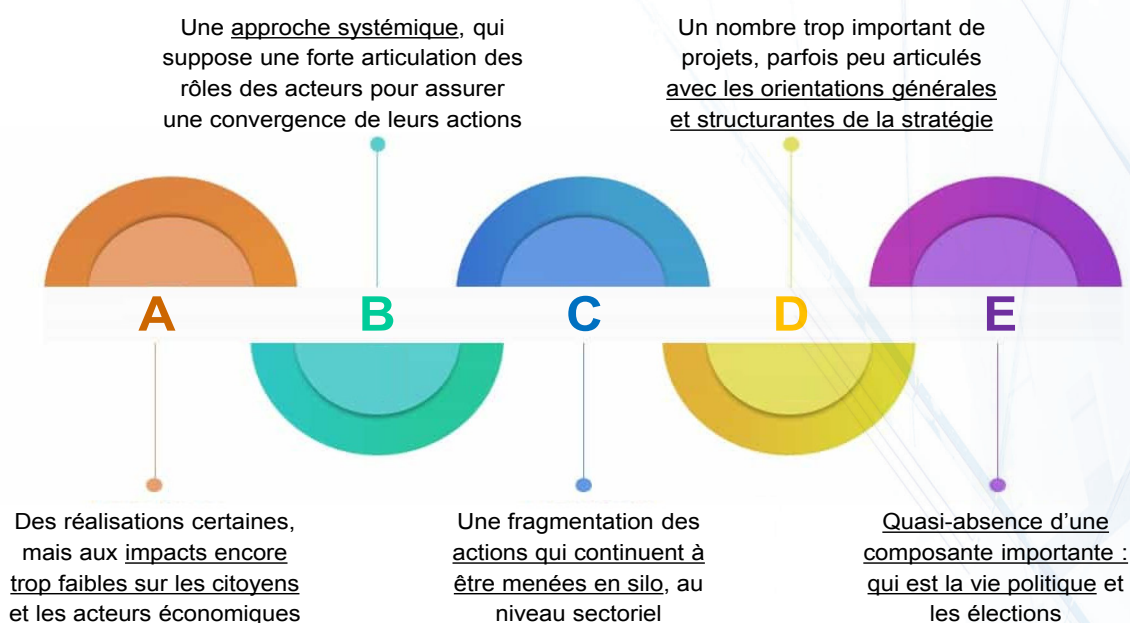 Une approche systémique, qui
suppose une forte articulation des
rôles des acteurs pour assurer
une convergence de leurs actions
Un nombre trop important de
projets, parfois peu articulés
avec les orientations générales
et structurantes de la stratégie
A
B
C
D
E
Des réalisations certaines,
mais aux impacts encore
trop faibles sur les citoyens
et les acteurs économiques
Une fragmentation des
actions qui continuent à
être menées en silo, au
niveau sectoriel
Quasi-absence d’une
composante importante :
qui est la vie politique et
les élections